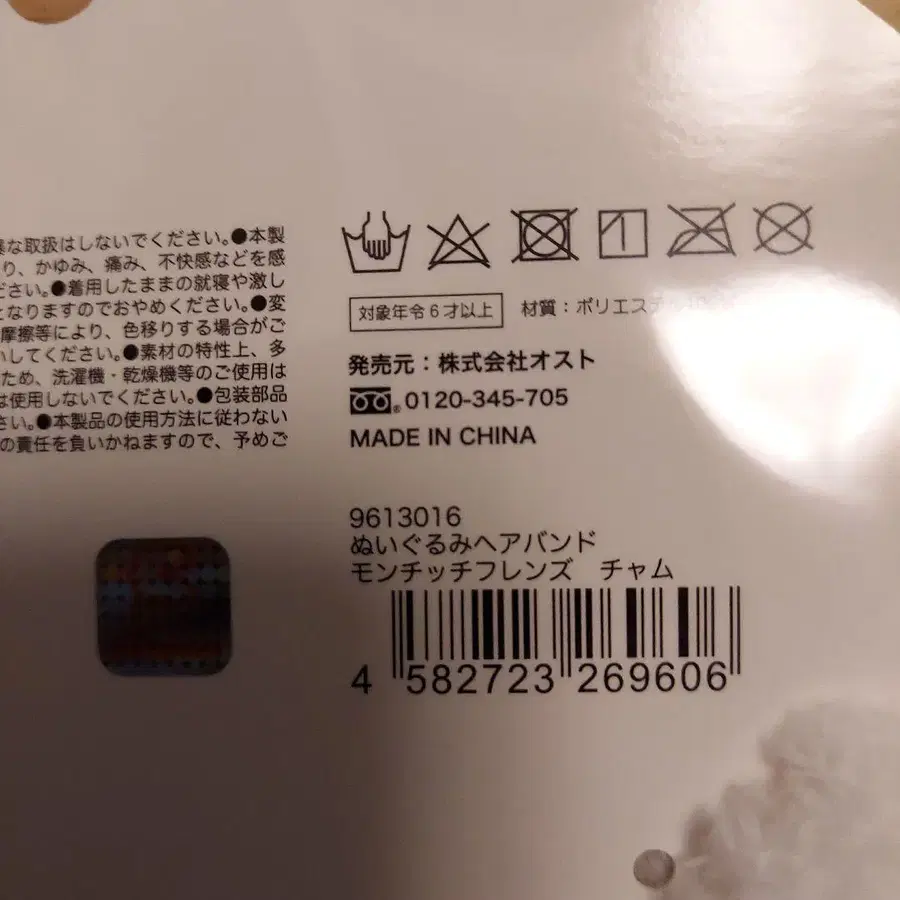 な取扱はしないでください。●本製
り、かゆみ、痛み、不快感などを感
ださい。●着用したままの就寝や激し
となりますのでおやめください。●変
摩擦等により、色移りする場合がご
いしてください。●素材の特性上、多
ため、洗濯機・乾燥機等のご使用は
は使用しないでください。●包装部品
さい。●本製品の使用方法に従わない
の責任を負いかねますので、予めご
対象年令6才以上 材質：ポリエステル
発売元：株式会社オスト
0120-345-705
MADE IN CHINA
9613016
ぬいぐるみヘアバンド
モンチッチフレンズ チャム
4 582723 269606